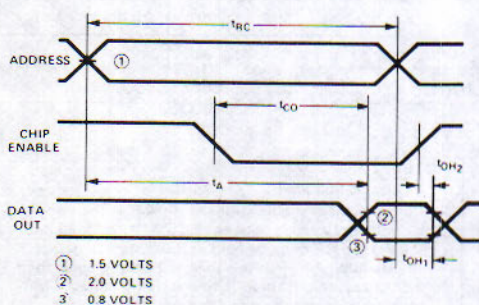 tRC
ADDRESS
①
tCO
CHIP
ENABLE
tOH2
tA
DATA
OUT
②
③
tOH1
① 1.5 VOLTS
② 2.0 VOLTS
3 0.8 VOLTS